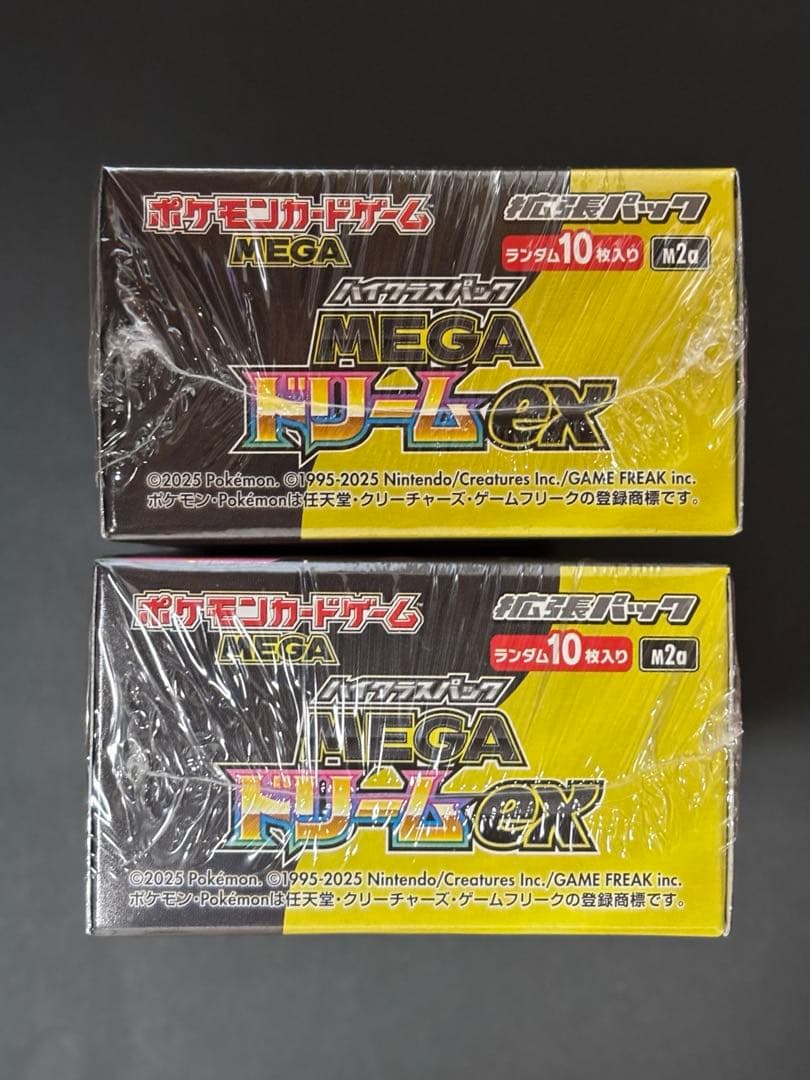 ポケモンカードゲーム
MEGA
拡張パック
ランダム10枚入り
M2a
ハイクラスパック
MEGA
ドリームex
©2025 Pokémon. ©1995-2025 Nintendo/Creatures Inc./GAME FREAK inc.
ポケモン・Pokémonは任天堂・クリーチャーズ・ゲームフリークの登録商標です。
ポケモンカードゲーム
MEGA
拡張パック
ランダム10枚入り
M2a
ハイクラスパック
MEGA
ドリームex
©2025 Pokémon. ©1995-2025 Nintendo/Creatures Inc./GAME FREAK inc.
ポケモン・Pokémonは任天堂・クリーチャーズ・ゲームフリークの登録商標です。